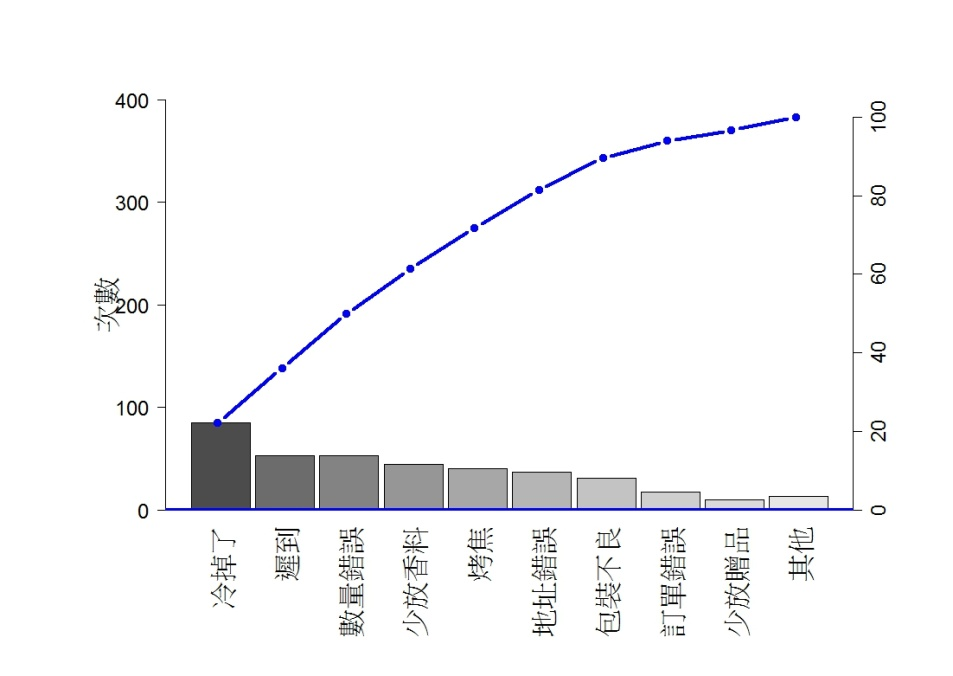 400
300
200
100
0
次數
100
80
60
40
20
0
冷掉了
遲到
數量錯誤
少放香料
烤焦
地址錯誤
包裝不良
訂單錯誤
少放贈品
其他